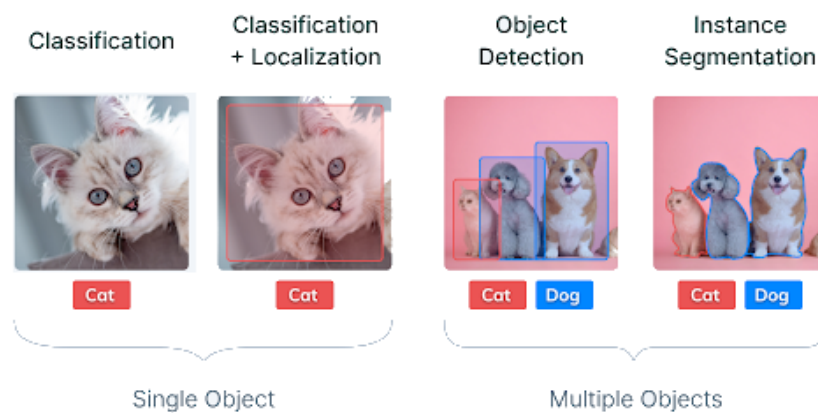 Classification
Classification
+ Localization
Object
Detection
Instance
Segmentation
Cat
Cat
Cat
Dog
Cat
Dog
Single Object
Multiple Objects